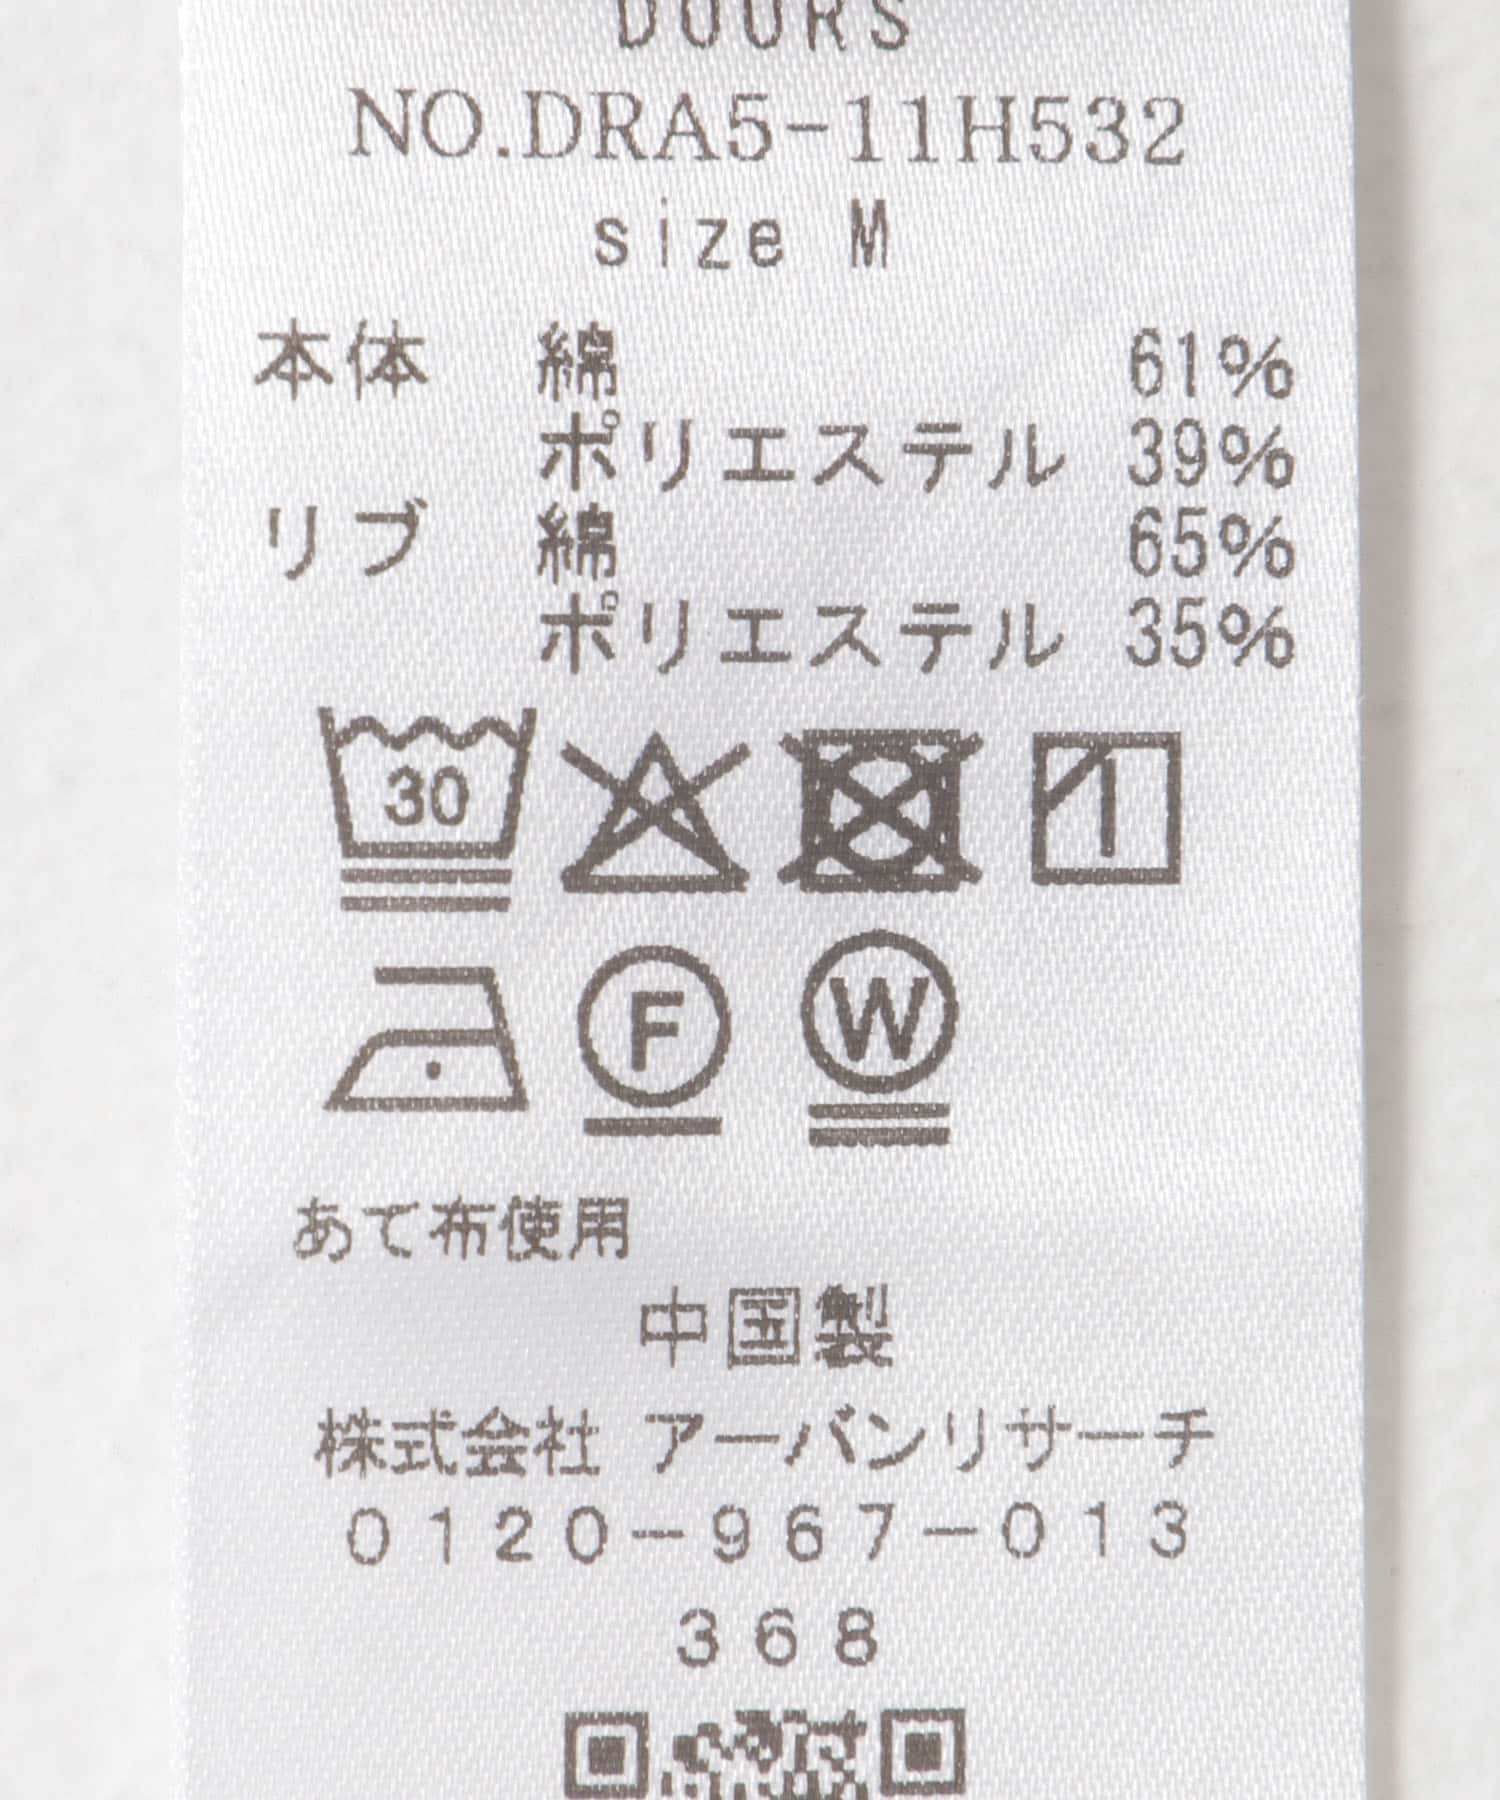 DOORS
NO.DRA5-11H532
size M
本体 綿 61%
ポリエステル 39%
リブ 綿 65%
ポリエステル 35%
30
F
W
あて布使用
中国製
株式会社 アーバンリサーチ
0120-967-013
368